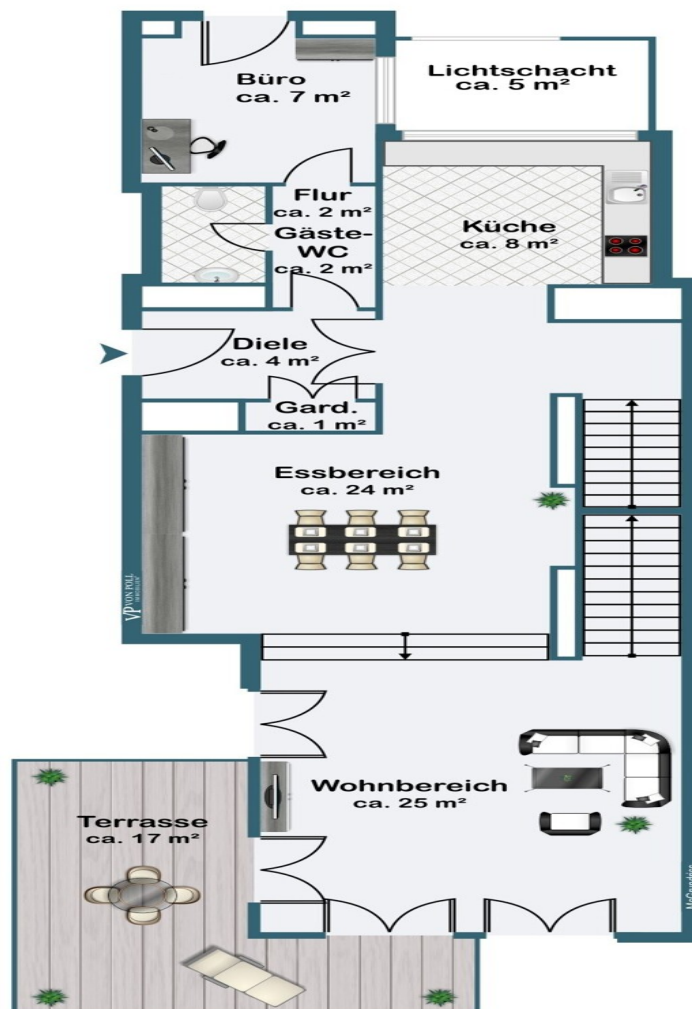 Büro
ca. 7 m²
Lichtschacht
ca. 5 m²
Flur
ca. 2 m²
Gäste-
WC
ca. 2 m²
Küche
ca. 8 m²
Diele
ca. 4 m²
Gard.
ca. 1 m²
Essbereich
ca. 24 m²
VP VON POLL
IMMOBILIEN
Wohnbereich
ca. 25 m²
Terrasse
ca. 17 m²
McGrundriss